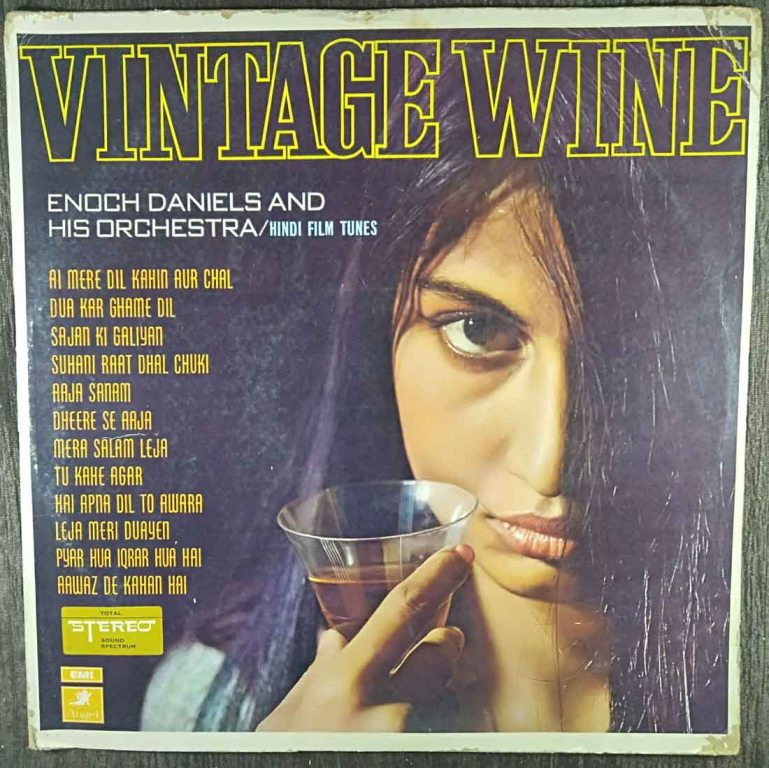 VINTAGE WINE
ENOCH DANIELS AND
HIS ORCHESTRA/HINDI FILM TUNES
AI MERE DIL KAHIN AUR CHAL
DUA KAR GHAME DIL
SAJAN KI GALIYAN
SUHANI RAAT DHAL CHUKI
AAJA SANAM
DHEERE SE AAJA
MERA SALAM LEJA
TU KAHE AGAR
HAI APNA DIL TO AWARA
LEJA MERI DUAYEN
PYAR HUA IQRAR HUA HAI
AAWAZ DE KAHAN HAI
TOTAL
STEREO
SOUND
SPECTRUM
EMI
Angel